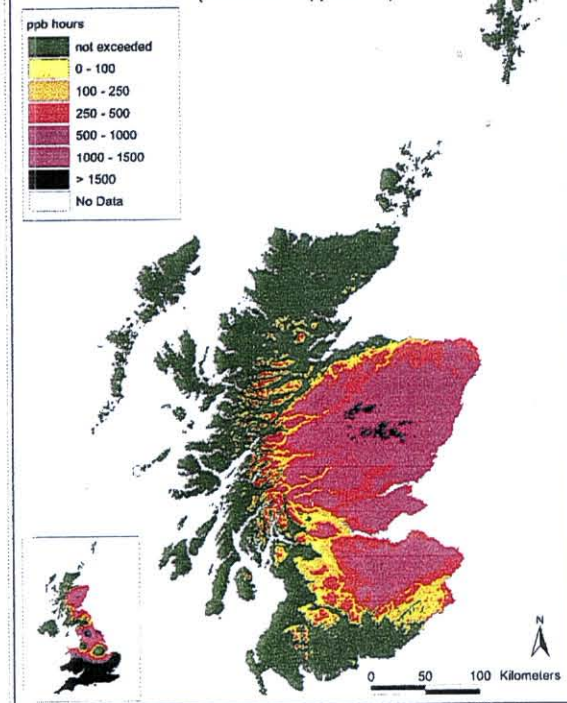 ppb hours
not exceeded
0 - 100
100 - 250
250 - 500
500 - 1000
1000 - 1500
> 1500
No Data
N
0 50 100 Kilometers